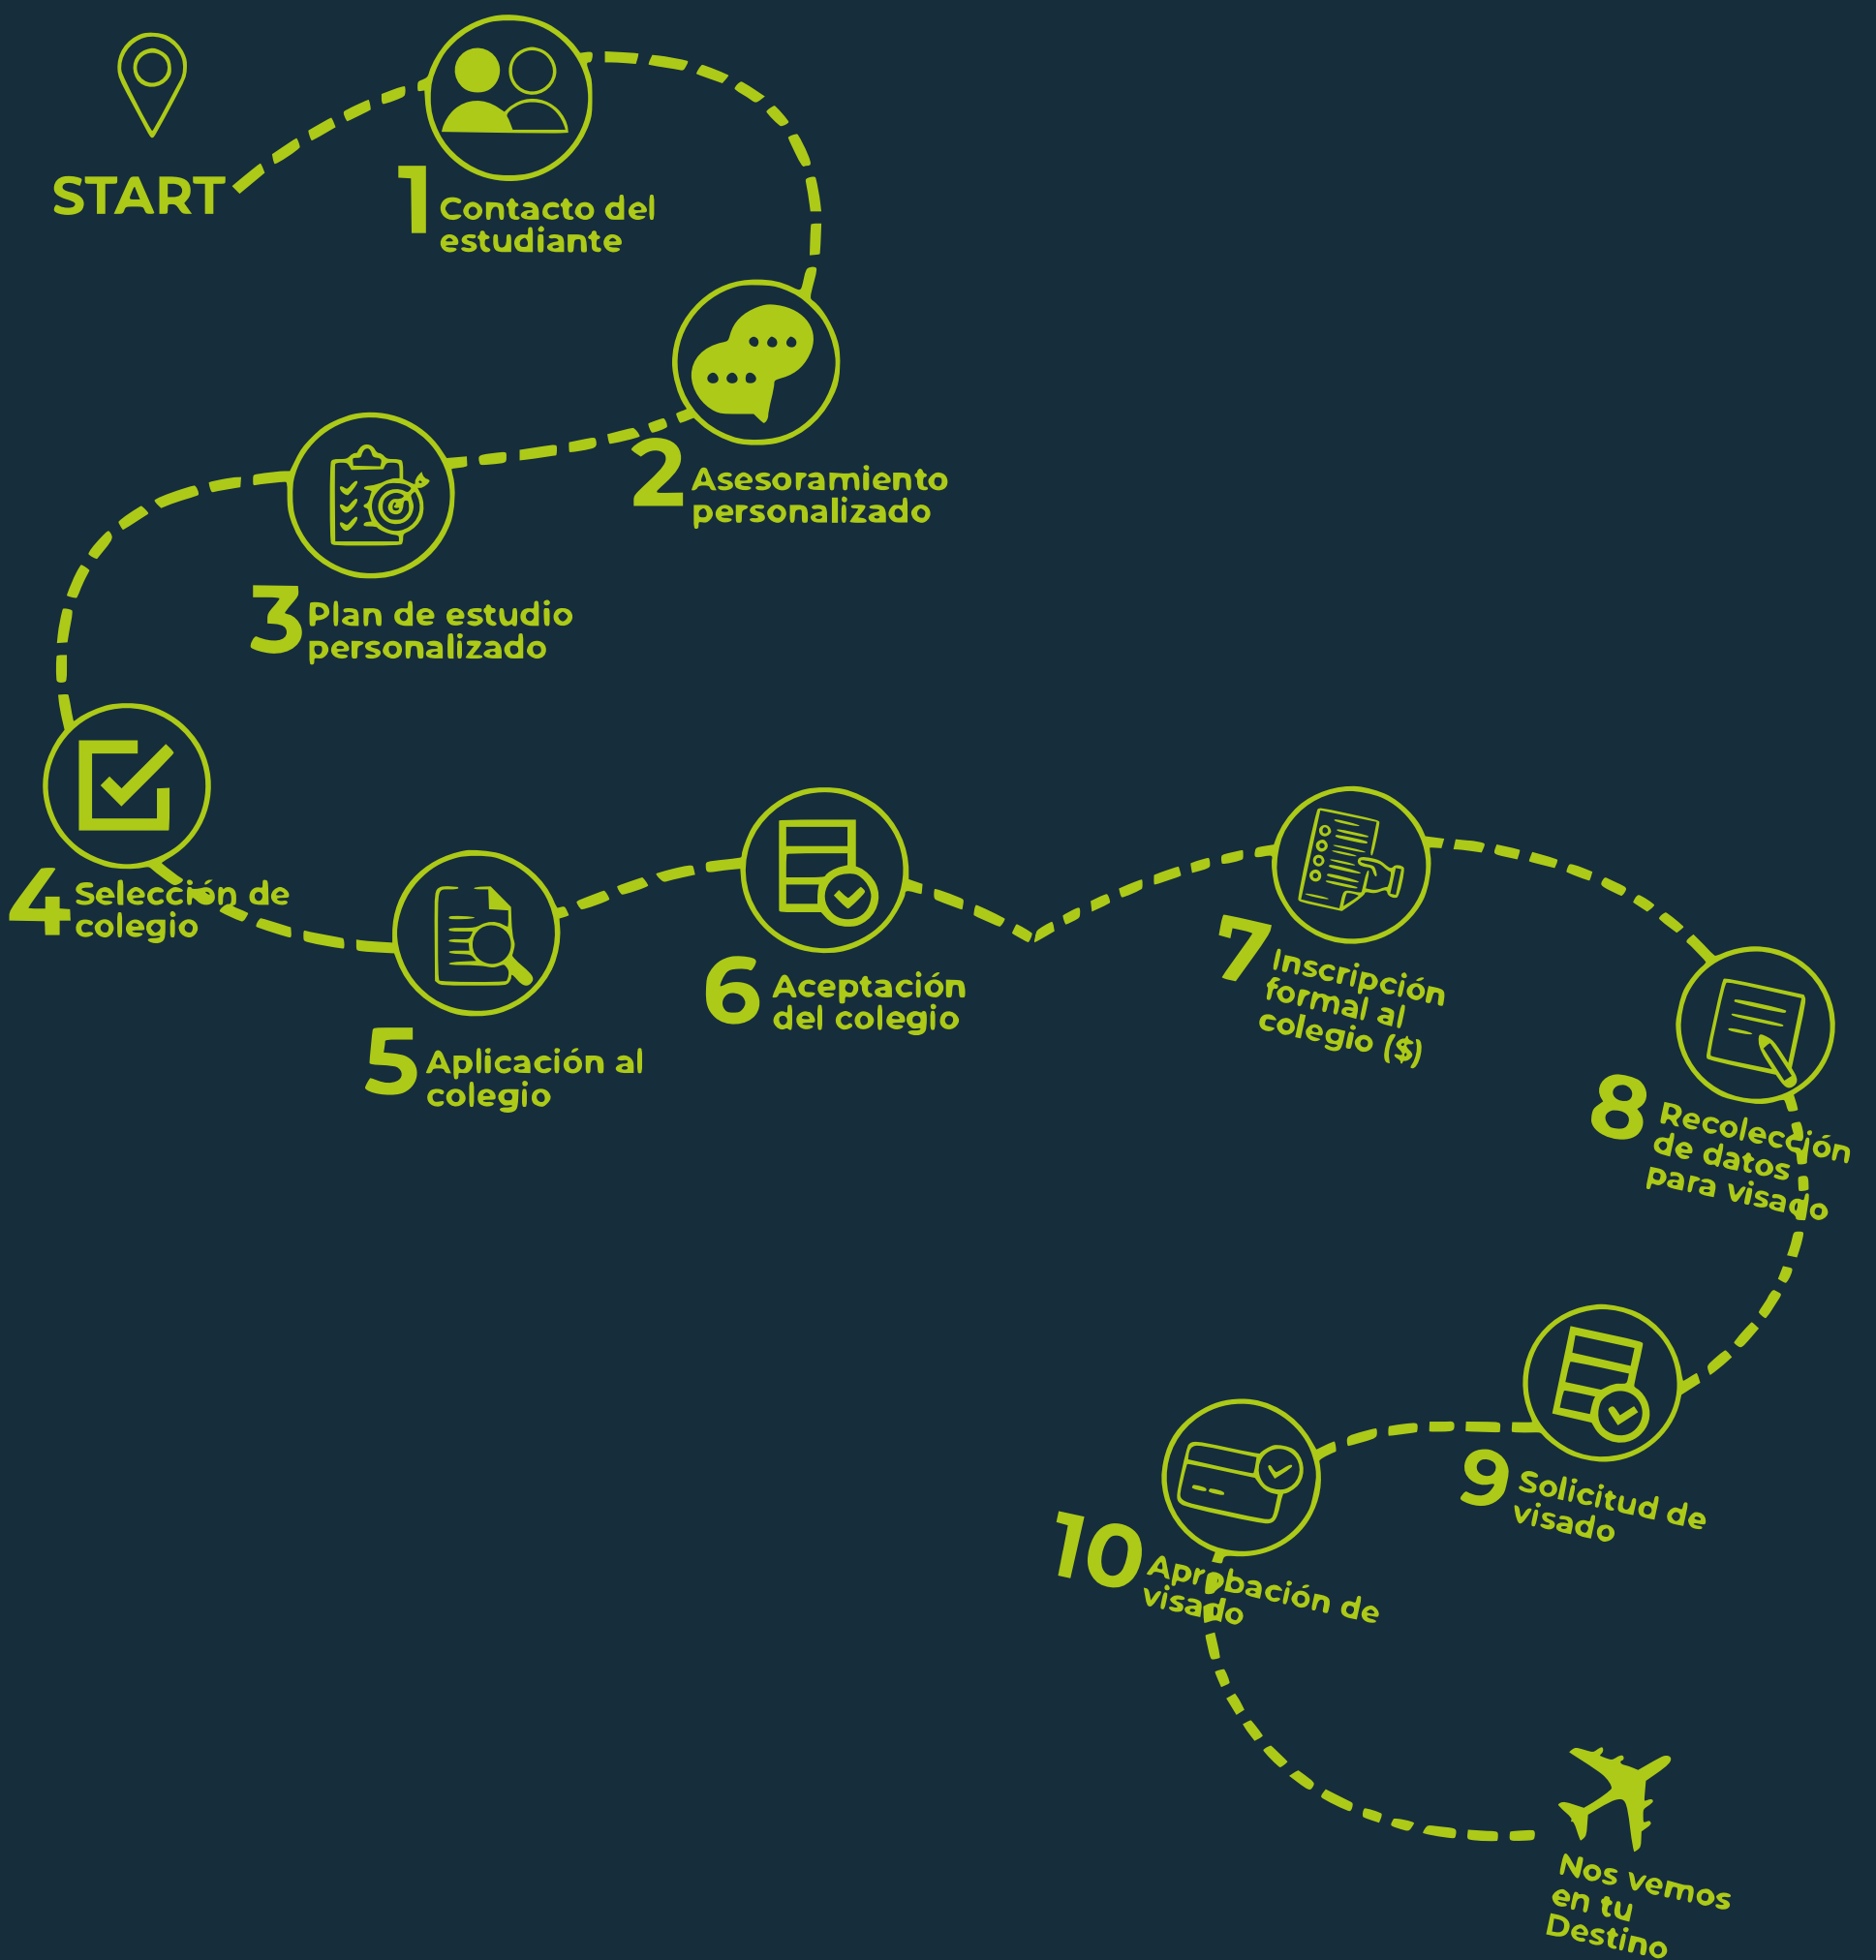 START
1 Contacto del
estudiante
2 Asesoramiento
personalizado
3 Plan de estudio
personalizado
4 Selección de
colegio
5 Aplicación al
colegio
6 Aceptación
del colegio
7 Inscripción
formal al
colegio ($)
8 Recolección
de datos
para visado
9 Solicitud de
visado
10 Aprobación de
visado
Nos vemos
en tu
Destino